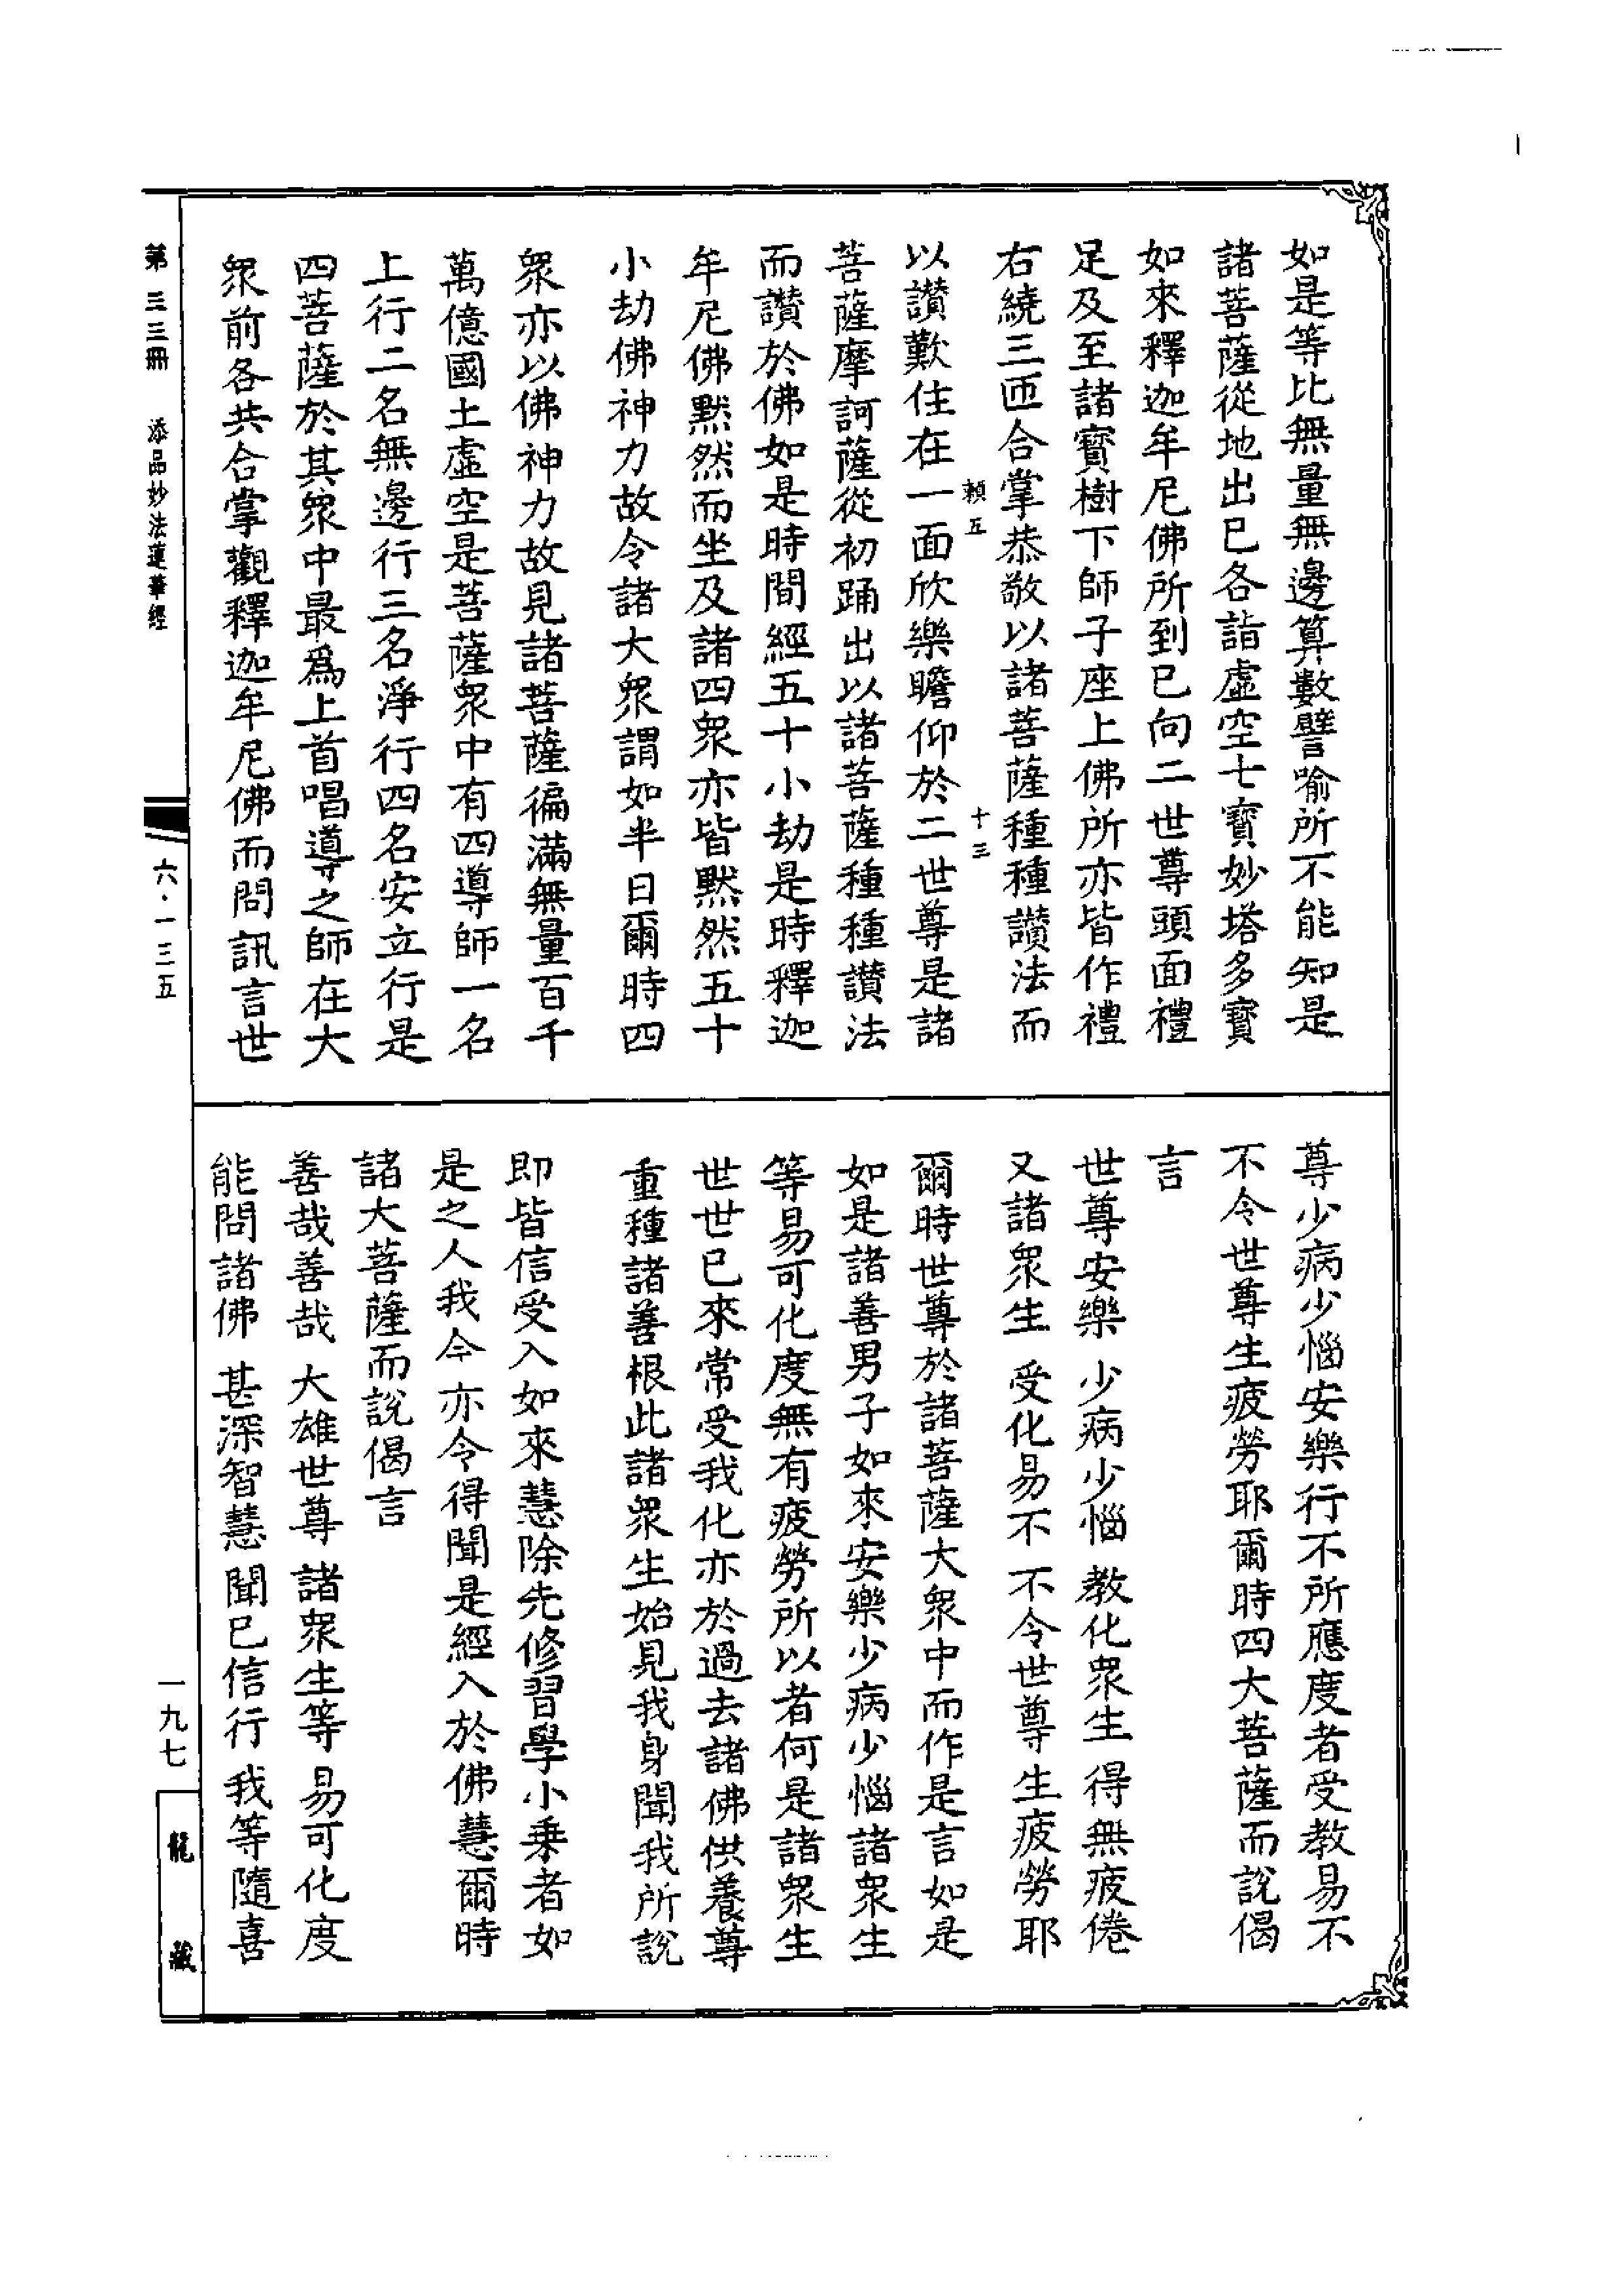 如是等比無量無邊算數譬喻所不能知是
諸菩薩從地出已各詣虛空七寶妙塔多寶
如來釋迦牟尼佛所到已向二世尊頭面禮
足及至諸寶樹下師子座上佛所亦皆作禮
右繞三匝合掌恭敬以諸菩薩種種讚法而
頼五 十三
以讚歎住在一面欣樂瞻仰於二世尊是諸
菩薩摩訶薩從初踊出以諸菩薩種種讚法
而讚於佛如是時間經五十小劫是時釋迦
牟尼佛默然而坐及諸四衆亦皆默然五十
小劫佛神力故令諸大衆謂如半日爾時四
衆亦以佛神力故見諸菩薩徧滿無量百千
萬億國土虛空是菩薩衆中有四導師一名
上行二名無邊行三名淨行四名安立行是
四菩薩於其衆中最爲上首唱導之師在大
衆前各共合掌觀釋迦牟尼佛而問訊言世
尊少病少惱安樂行不所應度者受教易不
不令世尊生疲勞耶爾時四大菩薩而說偈
言
世尊安樂 少病少惱 教化衆生 得無疲倦
又諸衆生 受化易不 不令世尊 生疲勞耶
爾時世尊於諸菩薩大衆中而作是言如是
如是諸善男子如來安樂少病少惱諸衆生
等易可化度無有疲勞所以者何是諸衆生
世世已來常受我化亦於過去諸佛供養尊
重種諸善根此諸衆生始見我身聞我所說
即皆信受入如來慧除先修習學小乗者如
是之人我今亦令得聞是經入於佛慧爾時
諸大菩薩而說偈言
善哉善哉 大雄世尊 諸衆生等 易可化度
能問諸佛 甚深智慧 聞已信行 我等隨喜
第三三冊 添品妙法蓮華經 六·一三五 一九七 龍藏